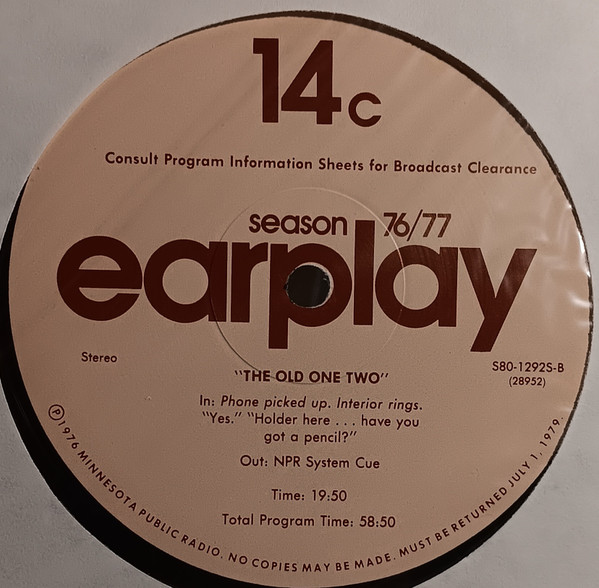 14c
Consult Program Information Sheets for Broadcast Clearance
season 76/77
earplay
Stereo
S80-1292S-B
(28952)
"THE OLD ONE TWO"
In: Phone picked up. Interior rings.
"Yes." "Holder here . . . have you
got a pencil?"
Out: NPR System Cue
Time: 19:50
Total Program Time: 58:50
Ⓟ1976 MINNESOTA PUBLIC RADIO. NO COPIES MAY BE MADE. MUST BE RETURNED JULY 1, 1979.